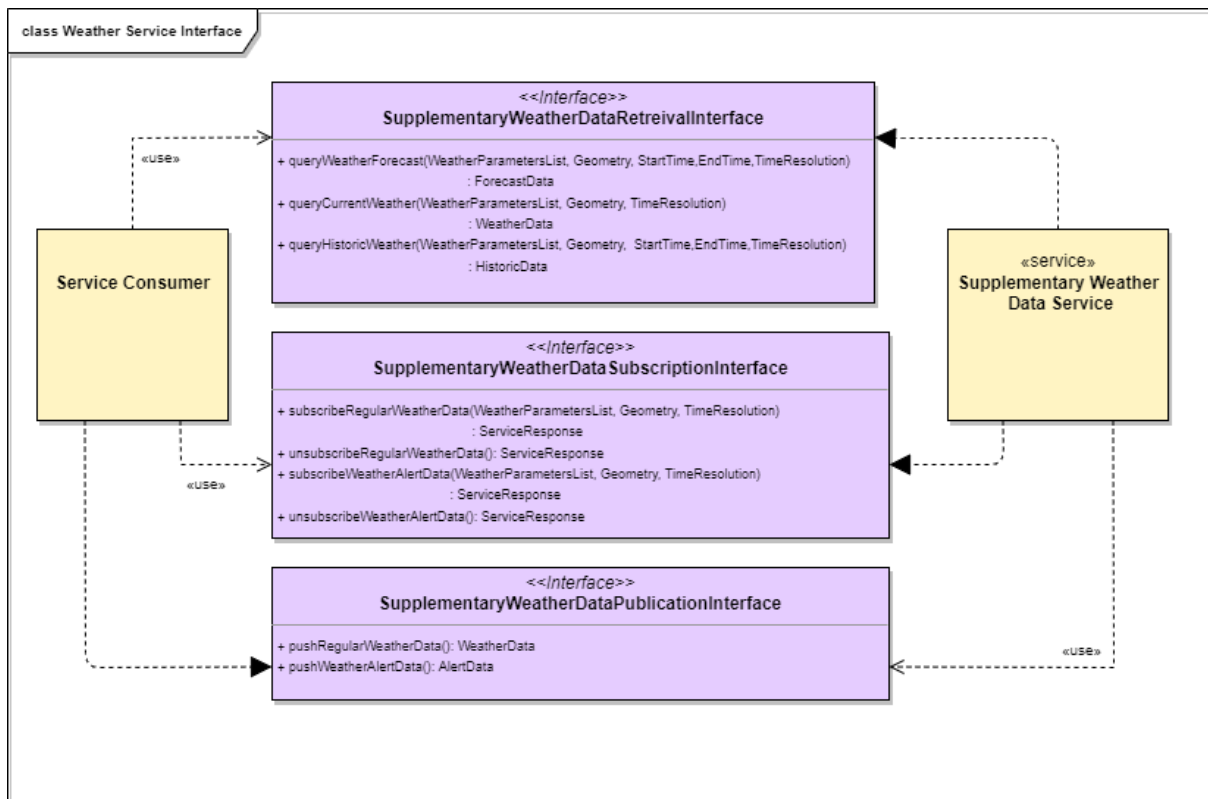 class Weather Service Interface
<<Interface>>
SupplementaryWeatherDataRetreivalInterface
+ queryWeatherForecast(WeatherParametersList, Geometry, StartTime,EndTime,TimeResolution)
: ForecastData
+ queryCurrentWeather(WeatherParametersList, Geometry, TimeResolution)
: WeatherData
+ queryHistoricWeather(WeatherParametersList, Geometry, StartTime,EndTime,TimeResolution)
: HistoricData
«use»
Service Consumer
«service»
Supplementary Weather
Data Service
<<Interface>>
SupplementaryWeatherDataSubscriptionInterface
+ subscribeRegularWeatherData(WeatherParametersList, Geometry, TimeResolution)
: ServiceResponse
+ unsubscribeRegularWeatherData(): ServiceResponse
+ subscribeWeatherAlertData(WeatherParametersList, Geometry, TimeResolution)
: ServiceResponse
+ unsubscribeWeatherAlertData(): ServiceResponse
«use»
<<Interface>>
SupplementaryWeatherDataPublicationInterface
+ pushRegularWeatherData(): WeatherData
+ pushWeatherAlertData(): AlertData
«use»